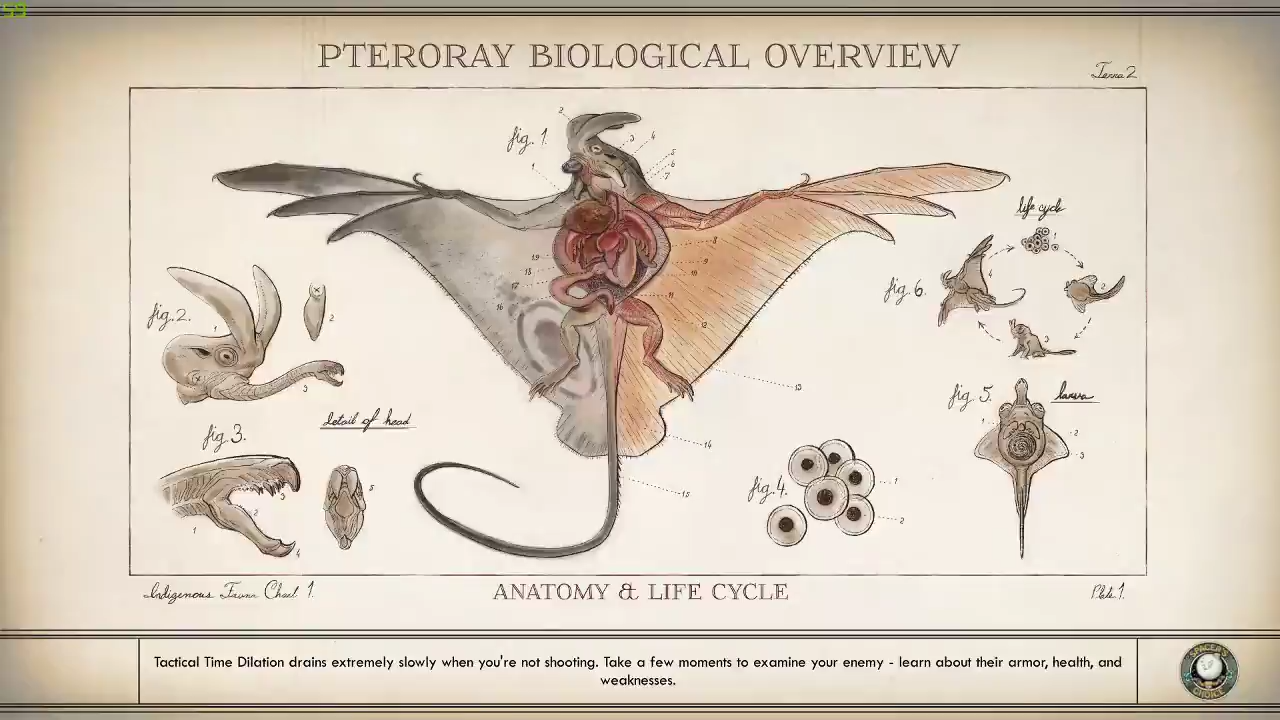 59
PTERORAY BIOLOGICAL OVERVIEW
Terra 2
fig. 1.
life cycle
fig. 6.
fig. 2.
fig. 5.
larva
detail of head
fig. 3.
fig. 4.
Indigenous Fauna Chart 1.
ANATOMY & LIFE CYCLE
Plate 1.
Tactical Time Dilation drains extremely slowly when you're not shooting. Take a few moments to examine your enemy - learn about their armor, health, and
weaknesses.
SPACER'S
CHOICE